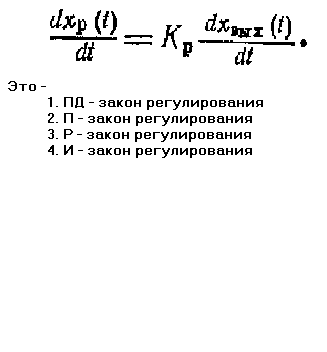 dxр (t)/dt = Kр dxвых (t)/dt.
Это -
1. ПД - закон регулирования
2. П - закон регулирования
3. Р - закон регулирования
4. И - закон регулирования